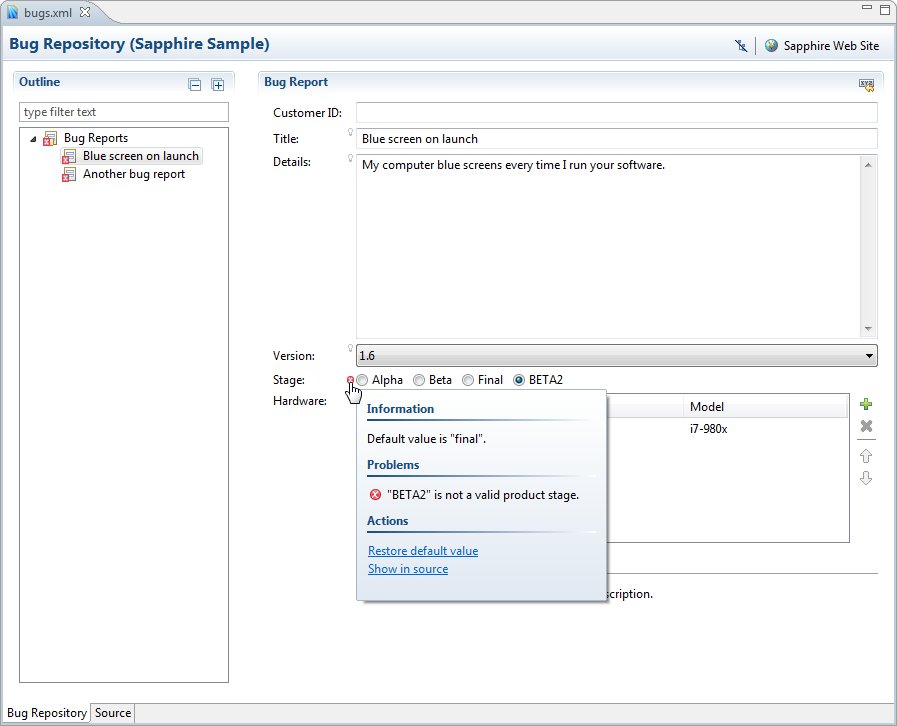 bugs.xml
Bug Repository (Sapphire Sample)
Sapphire Web Site
Outline
type filter text
Bug Reports
Blue screen on launch
Another bug report
Bug Report
Customer ID:
Title:
Blue screen on launch
Details:
My computer blue screens every time I run your software.
Version:
1.6
Stage:
Alpha Beta Final BETA2
Hardware:
Model
i7-980x
Information
Default value is "final".
Problems
"BETA2" is not a valid product stage.
Actions
Restore default value
Show in source
scription.
Bug Repository Source